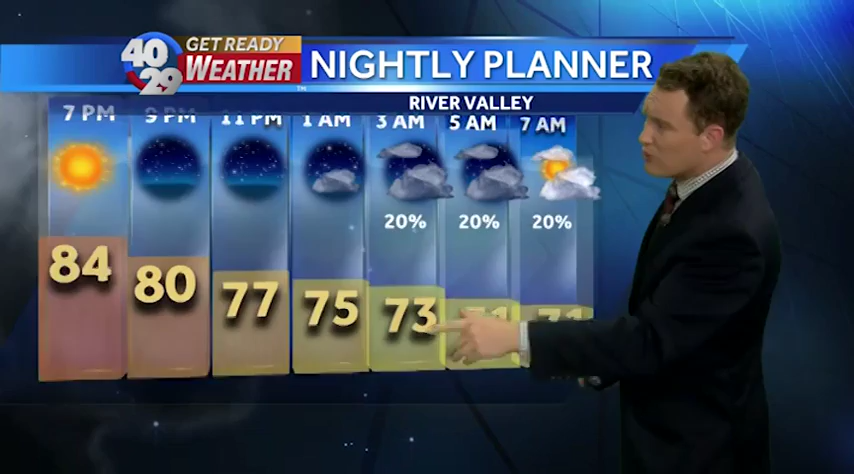 40
29
GET READY
WEATHER
NIGHTLY PLANNER
RIVER VALLEY
7 PM 9 PM 11 PM 1 AM 3 AM 5 AM 7 AM
20% 20% 20%
84 80 77 75 73